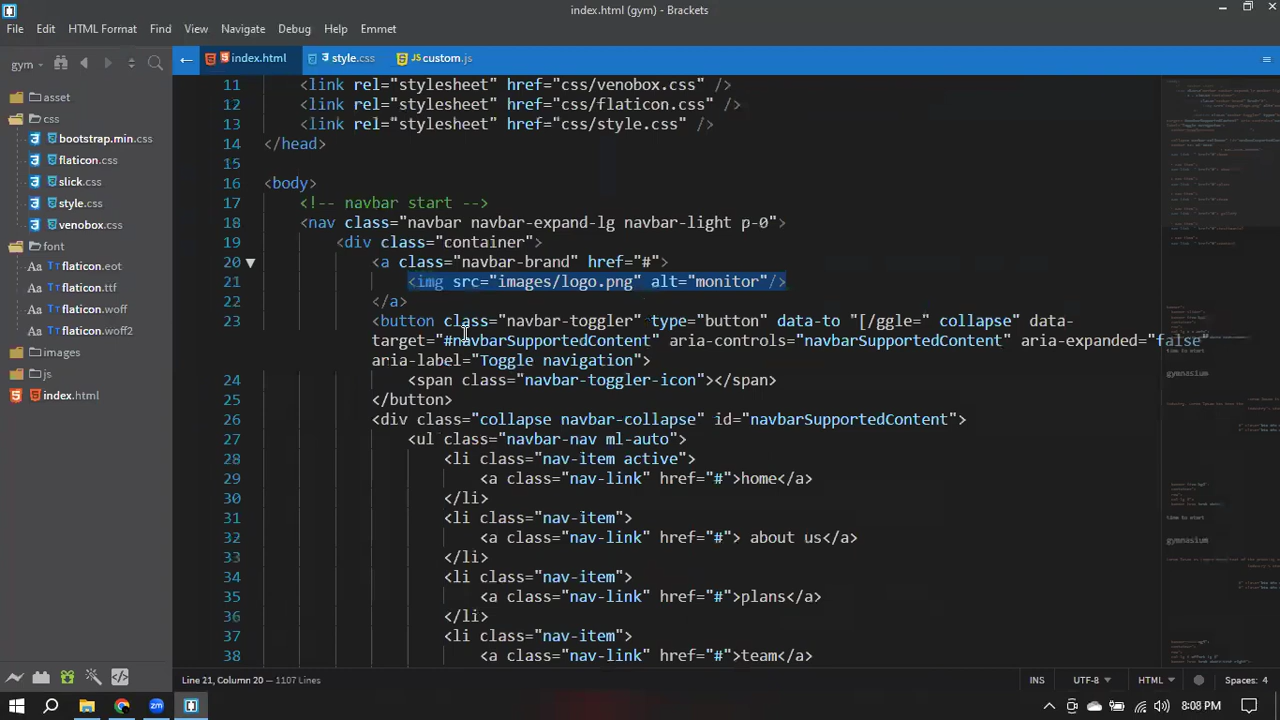 index.html (gym) - Brackets
File Edit HTML Format Find View Navigate Debug Help Emmet
gym
index.html style.css custom.js
asset
css
bootstrap.min.css
flaticon.css
slick.css
style.css
venobox.css
font
flaticon.eot
flaticon.ttf
flaticon.woff
flaticon.woff2
images
js
index.html
11 <link rel="stylesheet" href="css/venobox.css" />
12 <link rel="stylesheet" href="css/flaticon.css" />
13 <link rel="stylesheet" href="css/style.css" />
14 </head>
15
16 <body>
17 <!-- navbar start -->
18 <nav class="navbar navbar-expand-lg navbar-light p-0">
19 <div class="container">
20 <a class="navbar-brand" href="#">
21 <img src="images/logo.png" alt="monitor"/>
22 </a>
23 <button class="navbar-toggler" type="button" data-to "[/ggle=" collapse" data-
target="#navbarSupportedContent" aria-controls="navbarSupportedContent" aria-expanded="false"
aria-label="Toggle navigation">
24 <span class="navbar-toggler-icon"></span>
25 </button>
26 <div class="collapse navbar-collapse" id="navbarSupportedContent">
27 <ul class="navbar-nav ml-auto">
28 <li class="nav-item active">
29 <a class="nav-link" href="#">home</a>
30 </li>
31 <li class="nav-item">
32 <a class="nav-link" href="#"> about us</a>
33 </li>
34 <li class="nav-item">
35 <a class="nav-link" href="#">plans</a>
36 </li>
37 <li class="nav-item">
38 <a class="nav-link" href="#">team</a>
time to start
gymnasium
time to start
gymnasium
Line 21, Column 20 — 1107 Lines
INS UTF-8 HTML Spaces: 4
8:08 PM